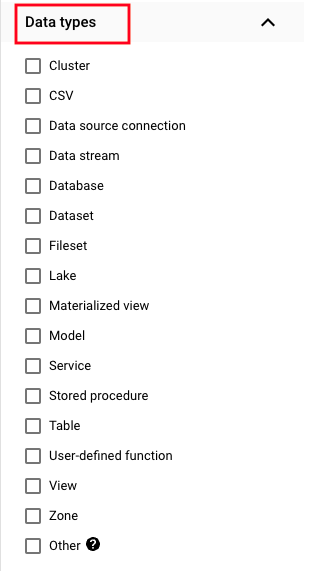 Data types
Cluster
CSV
Data source connection
Data stream
Database
Dataset
Fileset
Lake
Materialized view
Model
Service
Stored procedure
Table
User-defined function
View
Zone
Other ?